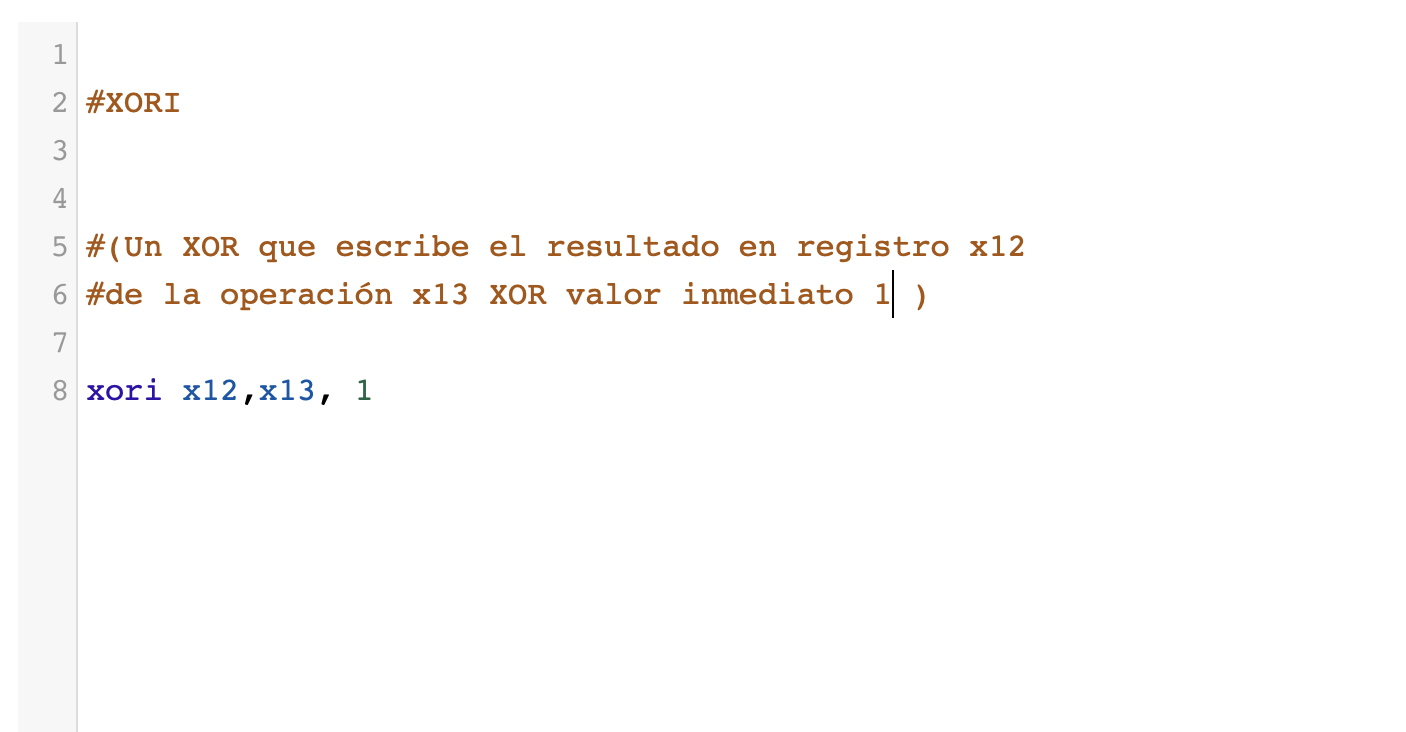 1
2 #XORI
3
4
5 #(Un XOR que escribe el resultado en registro x12
6 #de la operación x13 XOR valor inmediato 1 )
7
8 xori x12,x13, 1